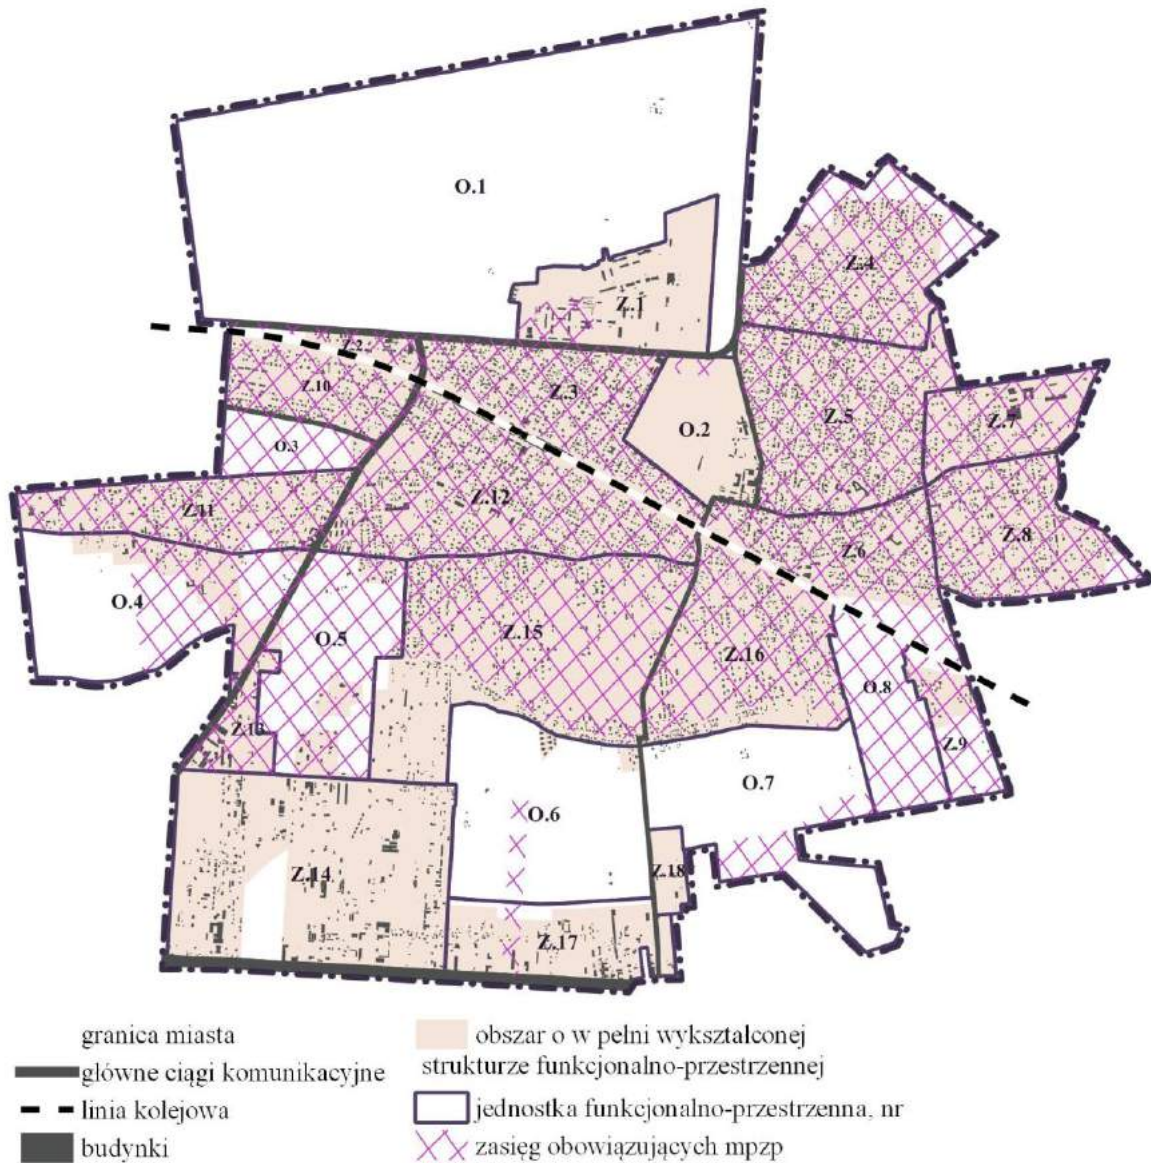 O.1
Z.4
Z.1
Z.2
Z.10
Z.3
O.2
Z.5
Z.7
O.3
Z.11
Z.12
Z.6
Z.8
O.4
O.5
Z.15
Z.16
O.8
Z.13
Z.9
O.7
O.6
Z.14
Z.18
Z.17
granica miasta
główne ciągi komunikacyjne
linia kolejowa
budynki
obszar o w pełni wykształconej
strukturze funkcjonalno-przestrzennej
jednostka funkcjonalno-przestrzenna, nr
zasięg obowiązujących mpzp